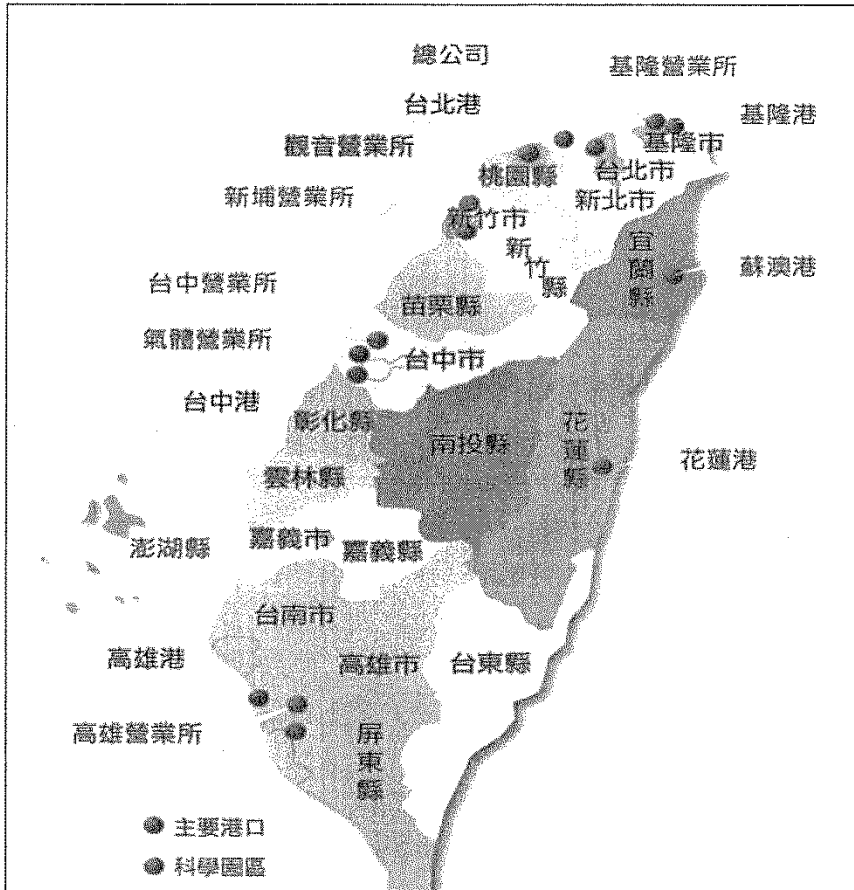 總公司
基隆營業所
台北港
基隆港
觀音營業所
基隆市
台北市
桃園縣
新北市
新埔營業所
新竹市
新竹縣
宜蘭縣
蘇澳港
台中營業所
苗栗縣
氣體營業所
台中市
台中港
彰化縣
南投縣
花蓮縣
花蓮港
雲林縣
澎湖縣
嘉義市
嘉義縣
台南市
高雄港
高雄市
台東縣
高雄營業所
屏東縣
主要港口
科學園區